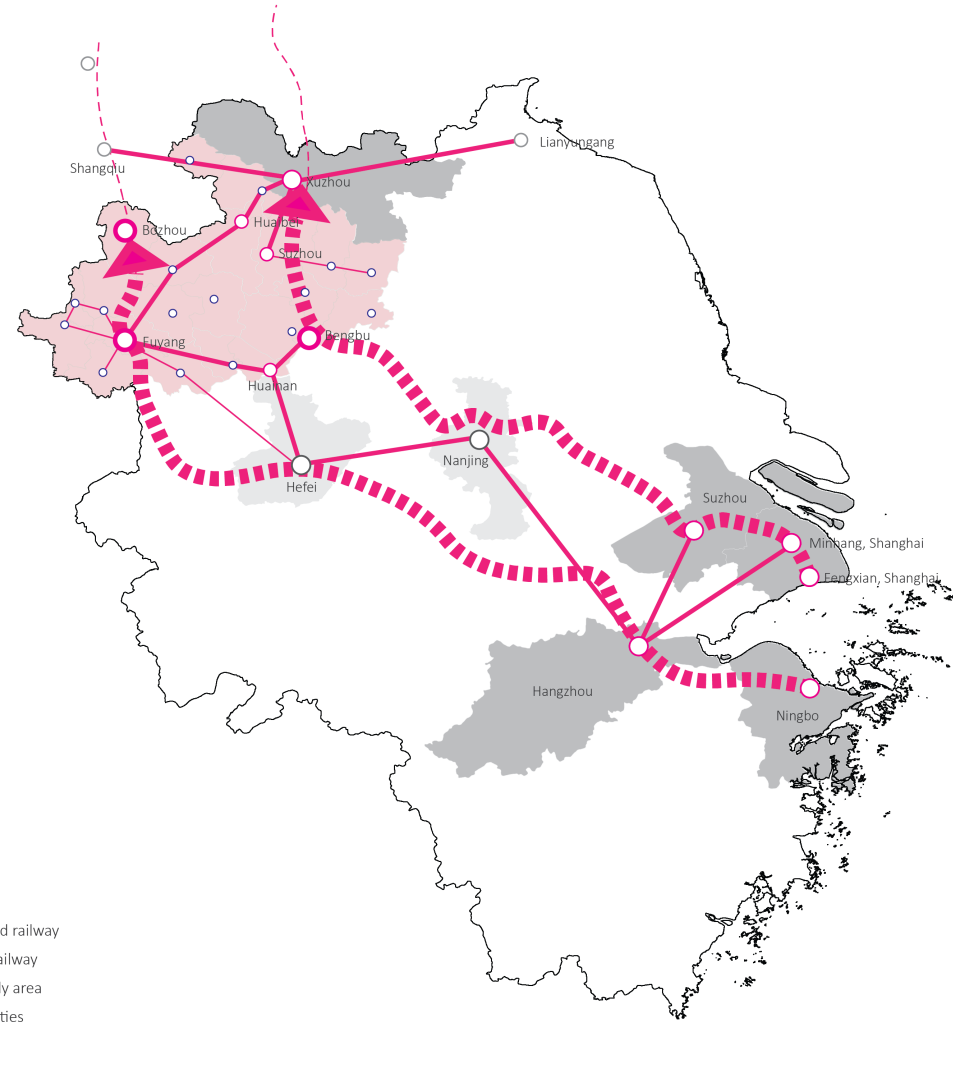 Lianyungang
Shangqiu
Xuzhou
Huaibei
Bozhou
Suzhou
Bengbu
Fuyang
Huainan
Nanjing
Hefei
Suzhou
Minhang, Shanghai
Fengxian, Shanghai
Hangzhou
Ningbo
d railway
ailway
ly area
ties